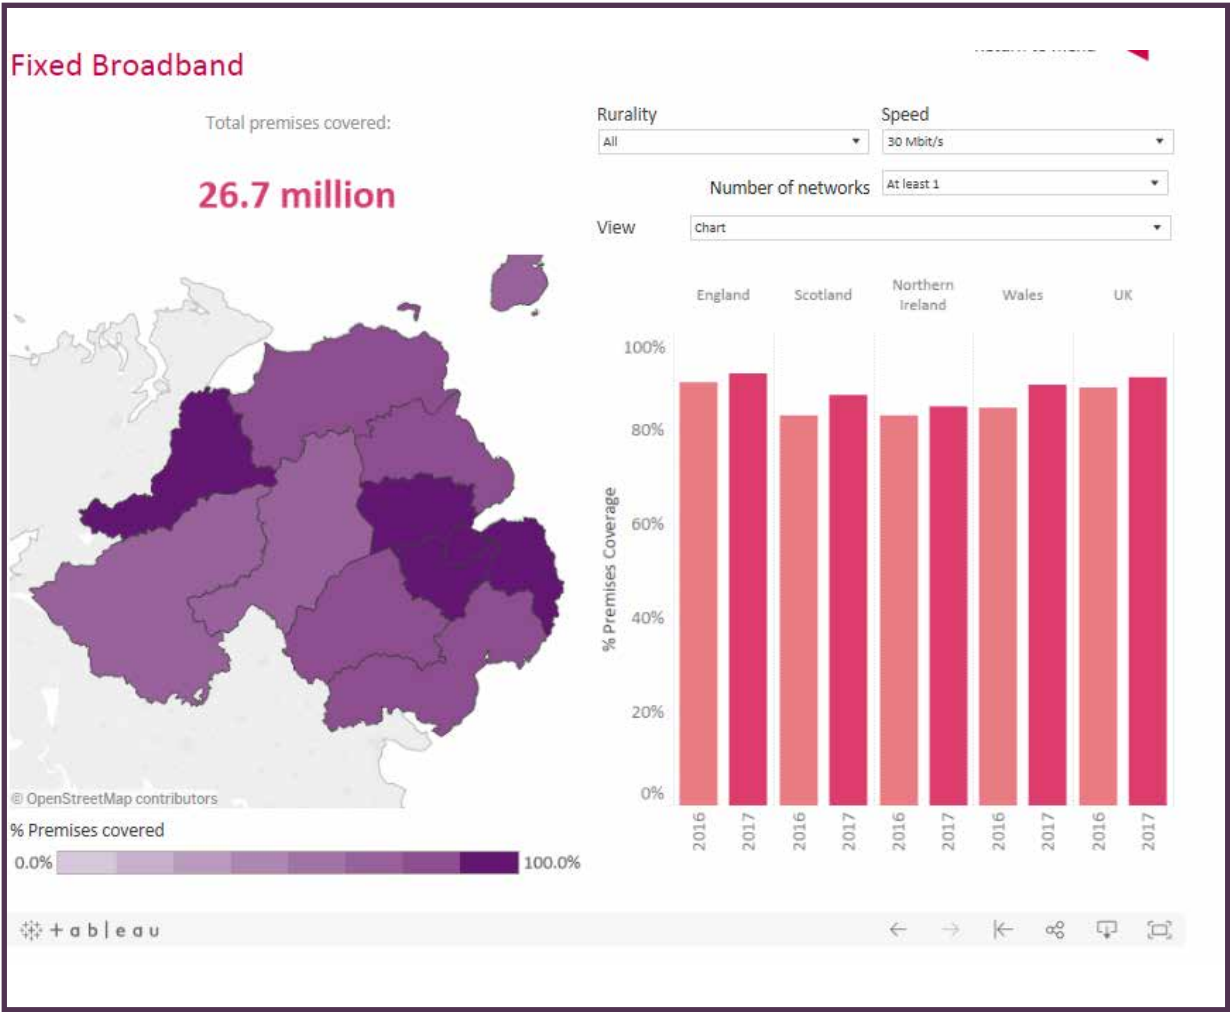 Fixed Broadband
Total premises covered:
26.7 million
Rurality
Speed
All
30 Mbit/s
Number of networks
At least 1
View
Chart
England
Scotland
Northern
Ireland
Wales
UK
100%
80%
60%
40%
20%
0%
% Premises Coverage
2016
2017
2016
2017
2016
2017
2016
2017
2016
2017
© OpenStreetMap contributors
% Premises covered
0.0%
100.0%
+ableau